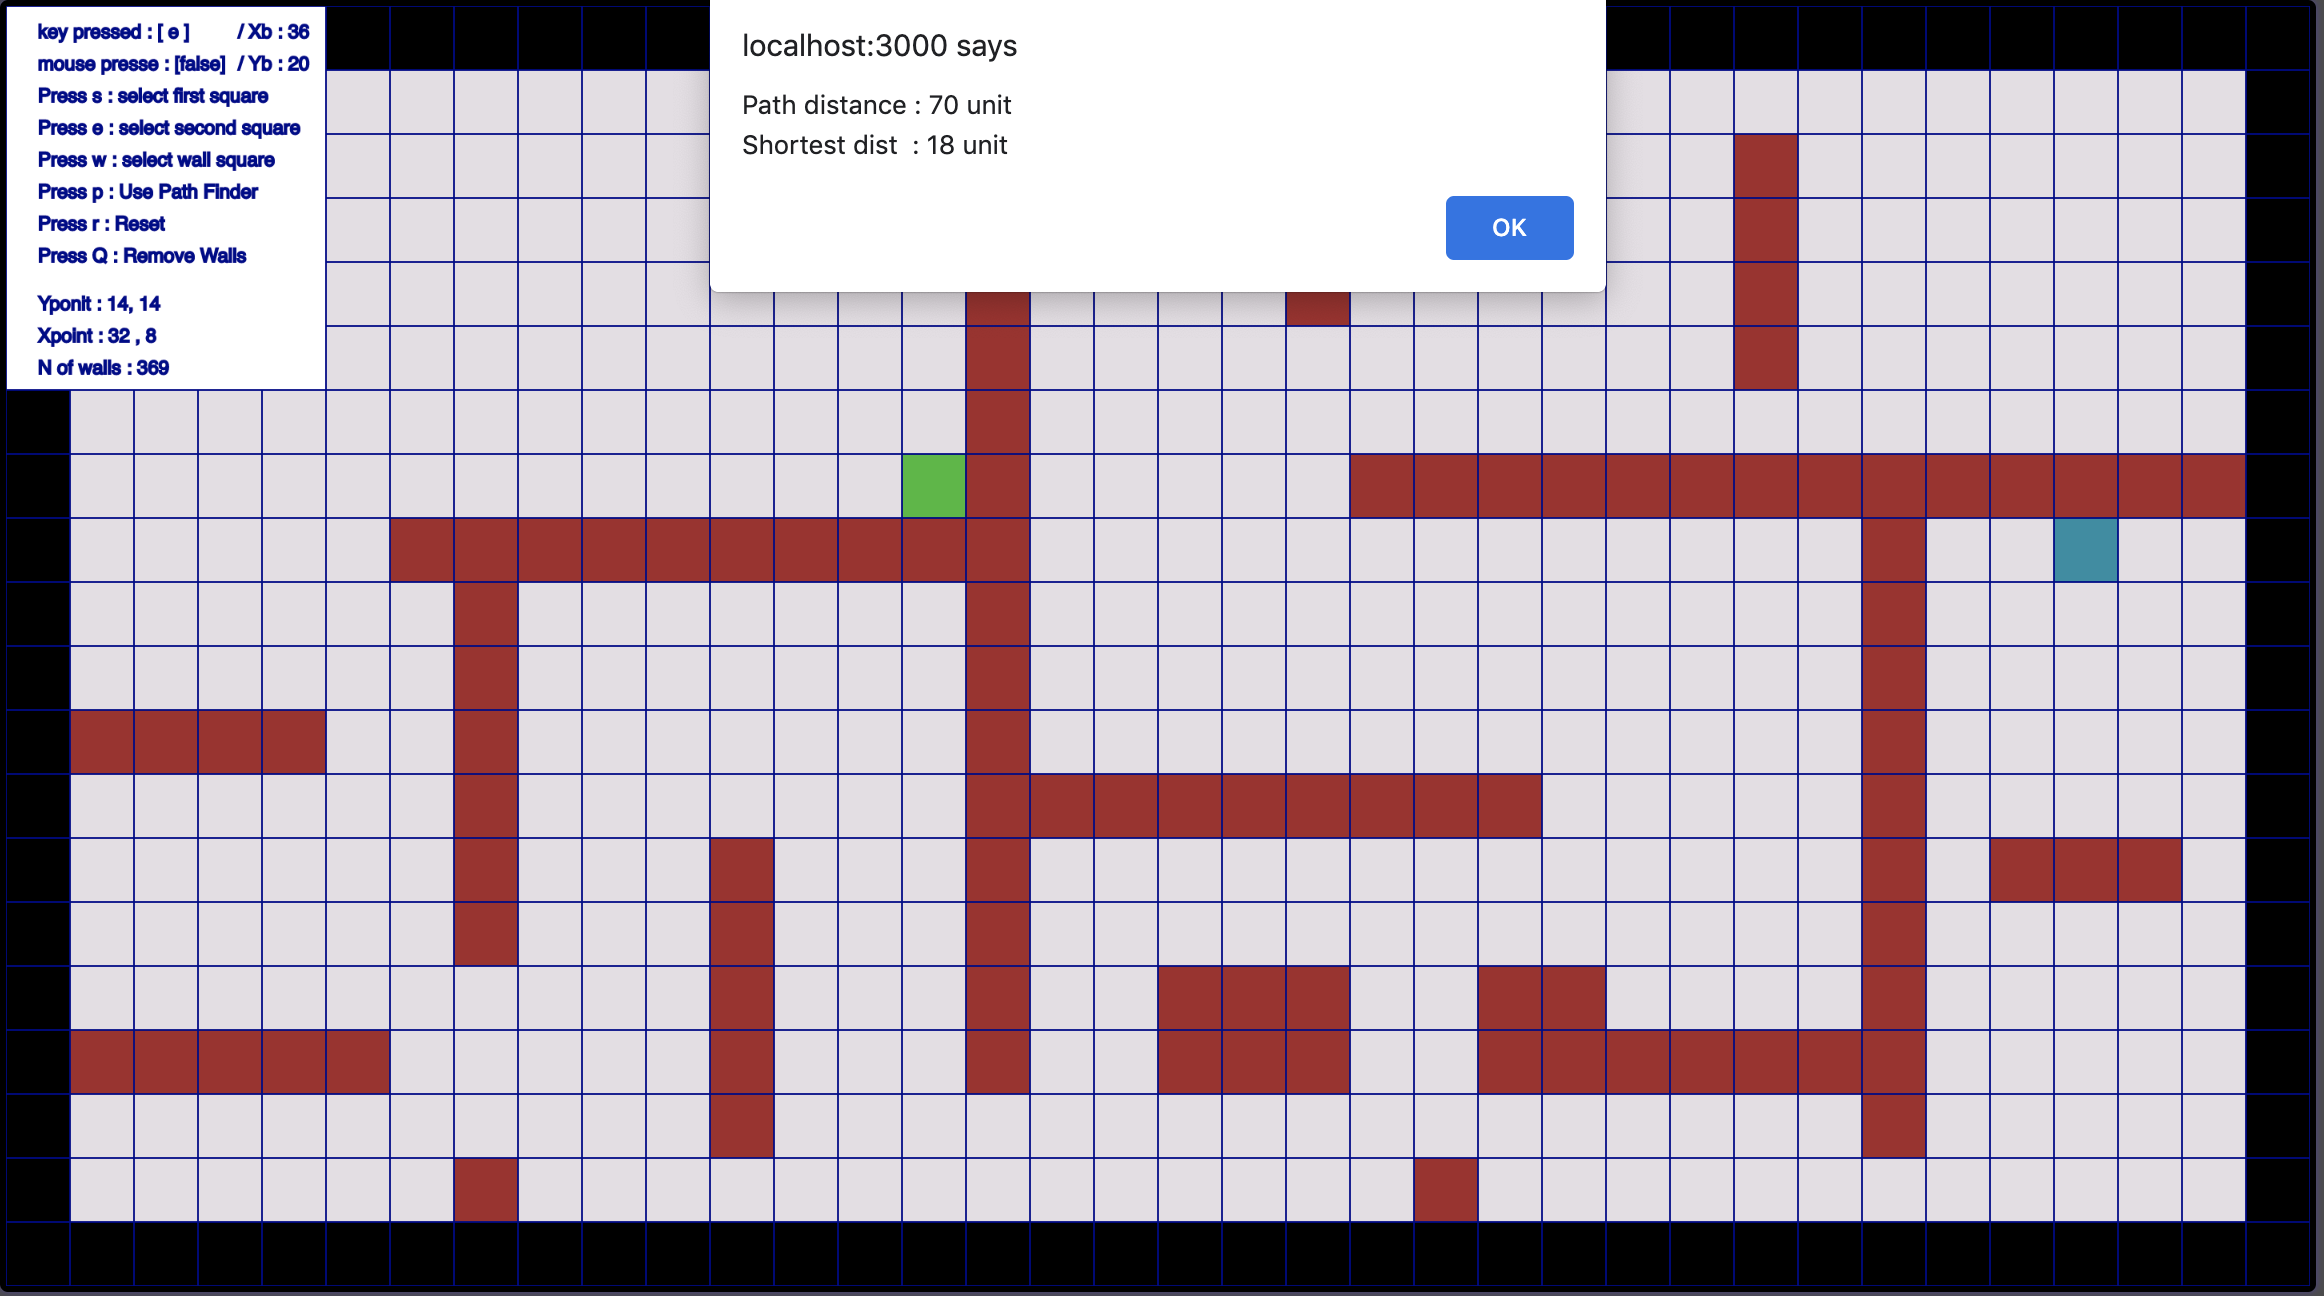 key pressed : [ e ] / Xb : 36
mouse presse : [false] / Yb : 20
Press s : select first square
Press e : select second square
Press w : select wall square
Press p : Use Path Finder
Press r : Reset
Press Q : Remove Walls
Yponit : 14, 14
Xpoint : 32 , 8
N of walls : 369
localhost:3000 says
Path distance : 70 unit
Shortest dist : 18 unit
OK